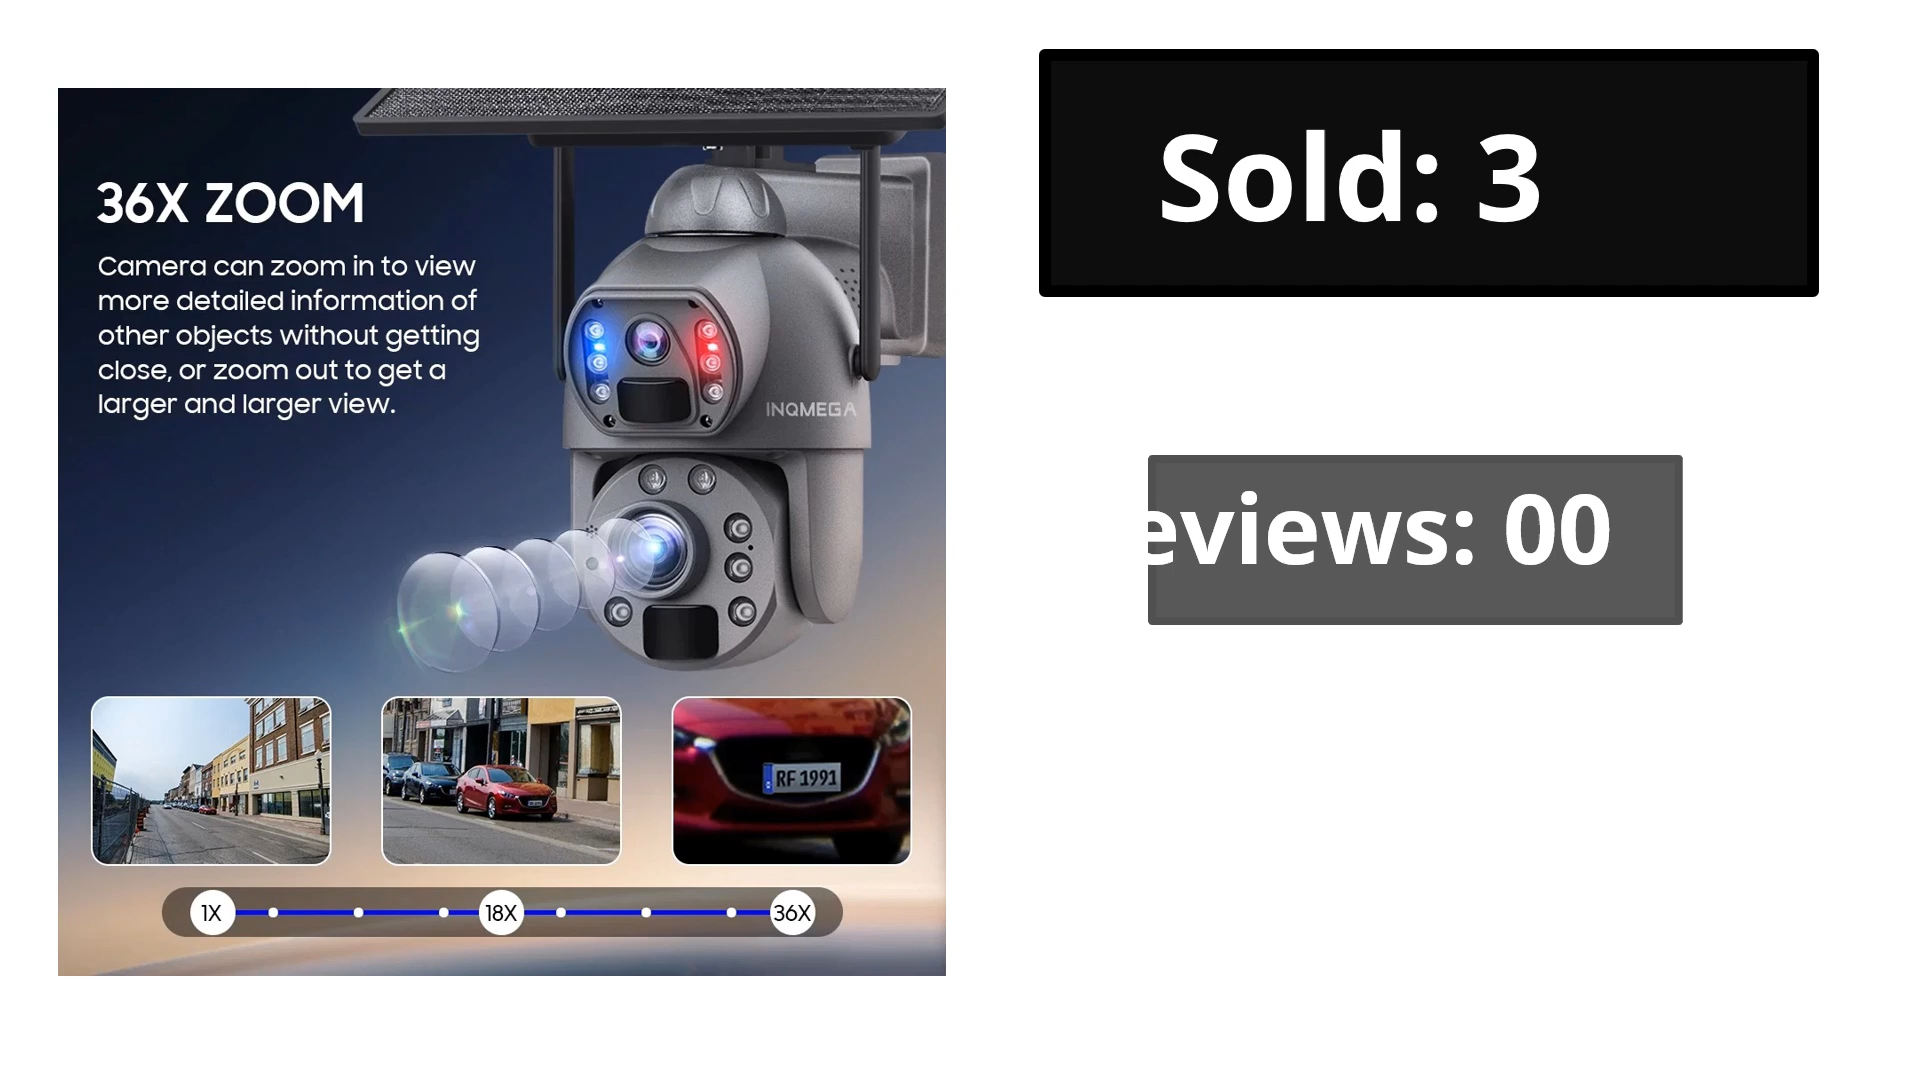 36X ZOOM
Camera can zoom in to view
more detailed information of
other objects without getting
close, or zoom out to get a
larger and larger view.
INQMEGA
RF 1991
1X
18X
36X
Sold: 3
eviews: 00